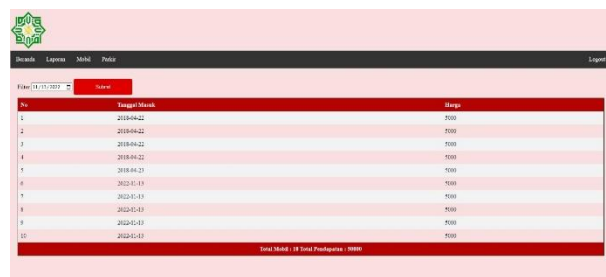 Beranda Laporan Mobil Parkir Logout
Filter 11/13/2022 Submit
No Tanggal Masuk Harga
1 2018-04-22 5000
2 2018-04-22 5000
3 2018-04-22 5000
4 2018-04-22 5000
5 2018-04-23 5000
6 2022-11-13 5000
7 2022-11-13 5000
8 2022-11-13 5000
9 2022-11-13 5000
10 2022-11-13 5000
Total Mobil : 10 Total Pendapatan : 50000